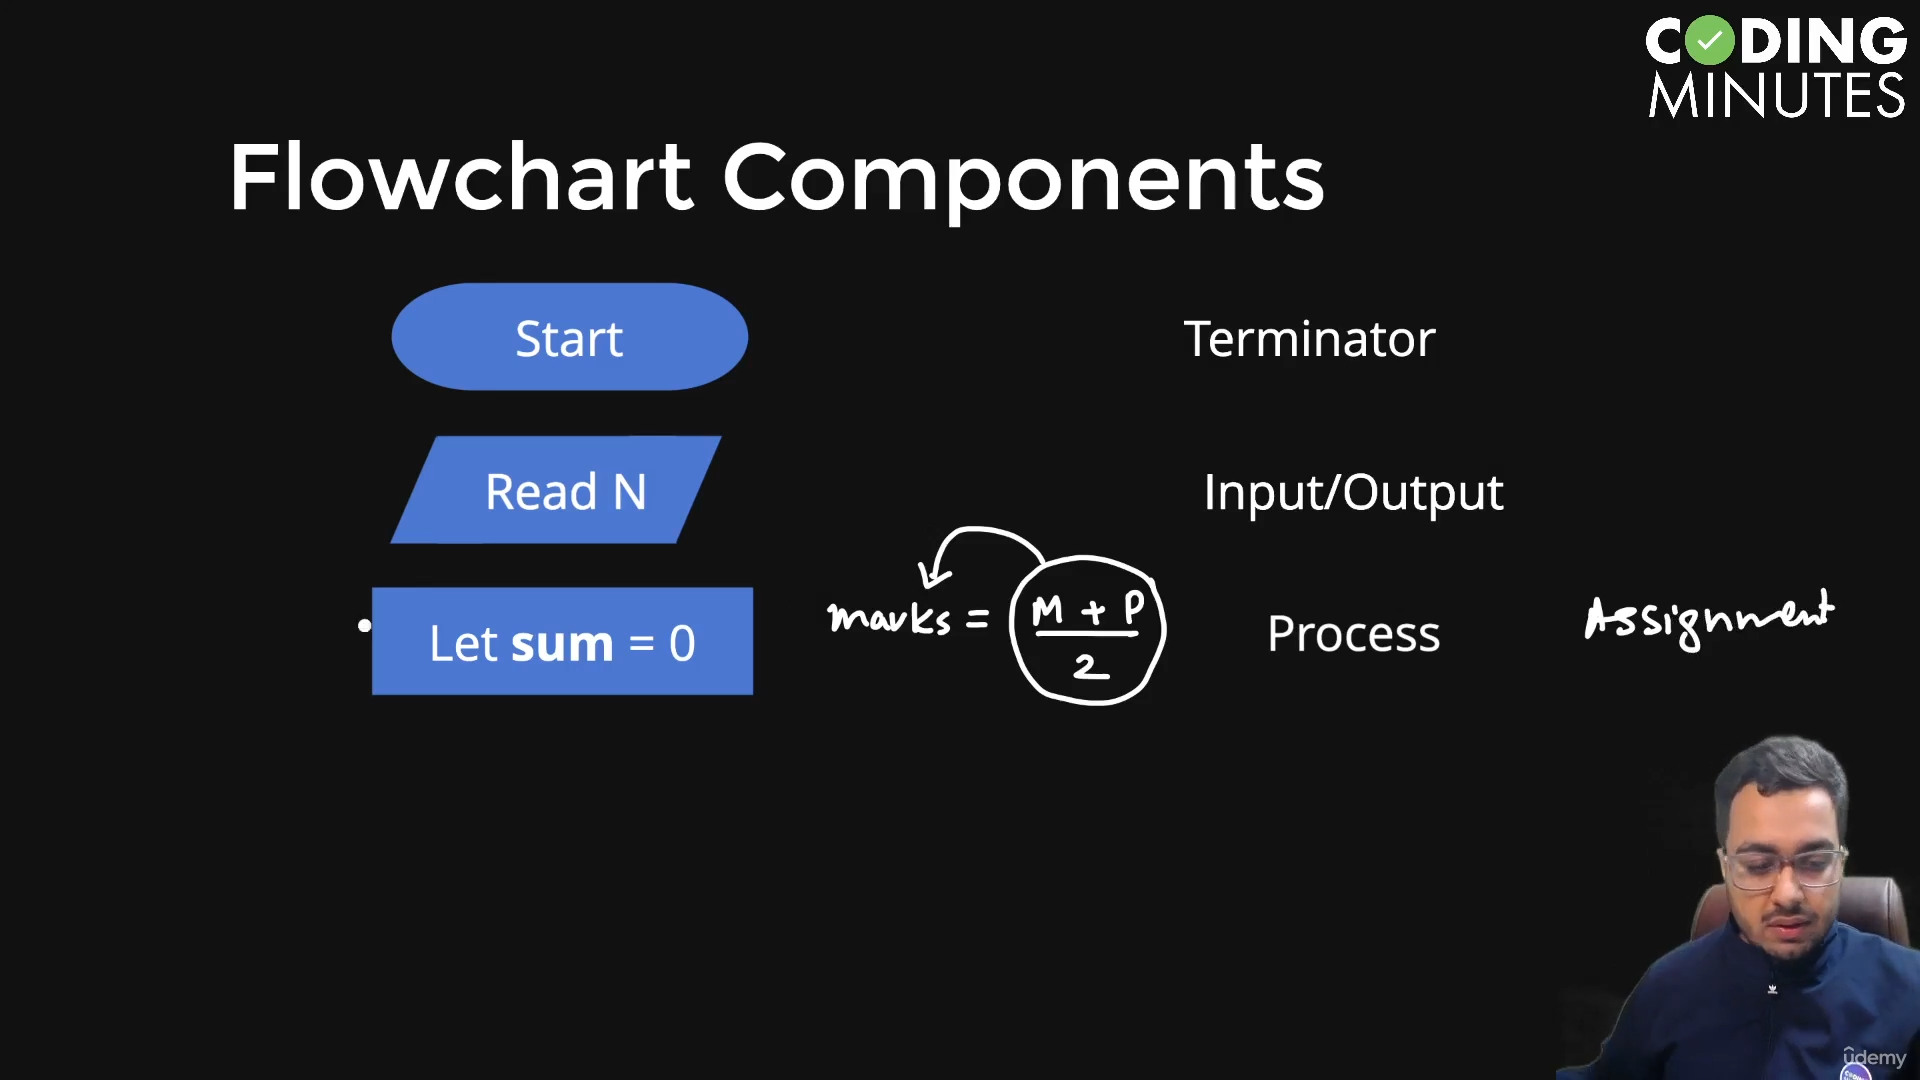 CODING
MINUTES
Flowchart Components
Start
Terminator
Read N
Input/Output
Let sum = 0
marks = M + P
2
Process
Assignment
udemy